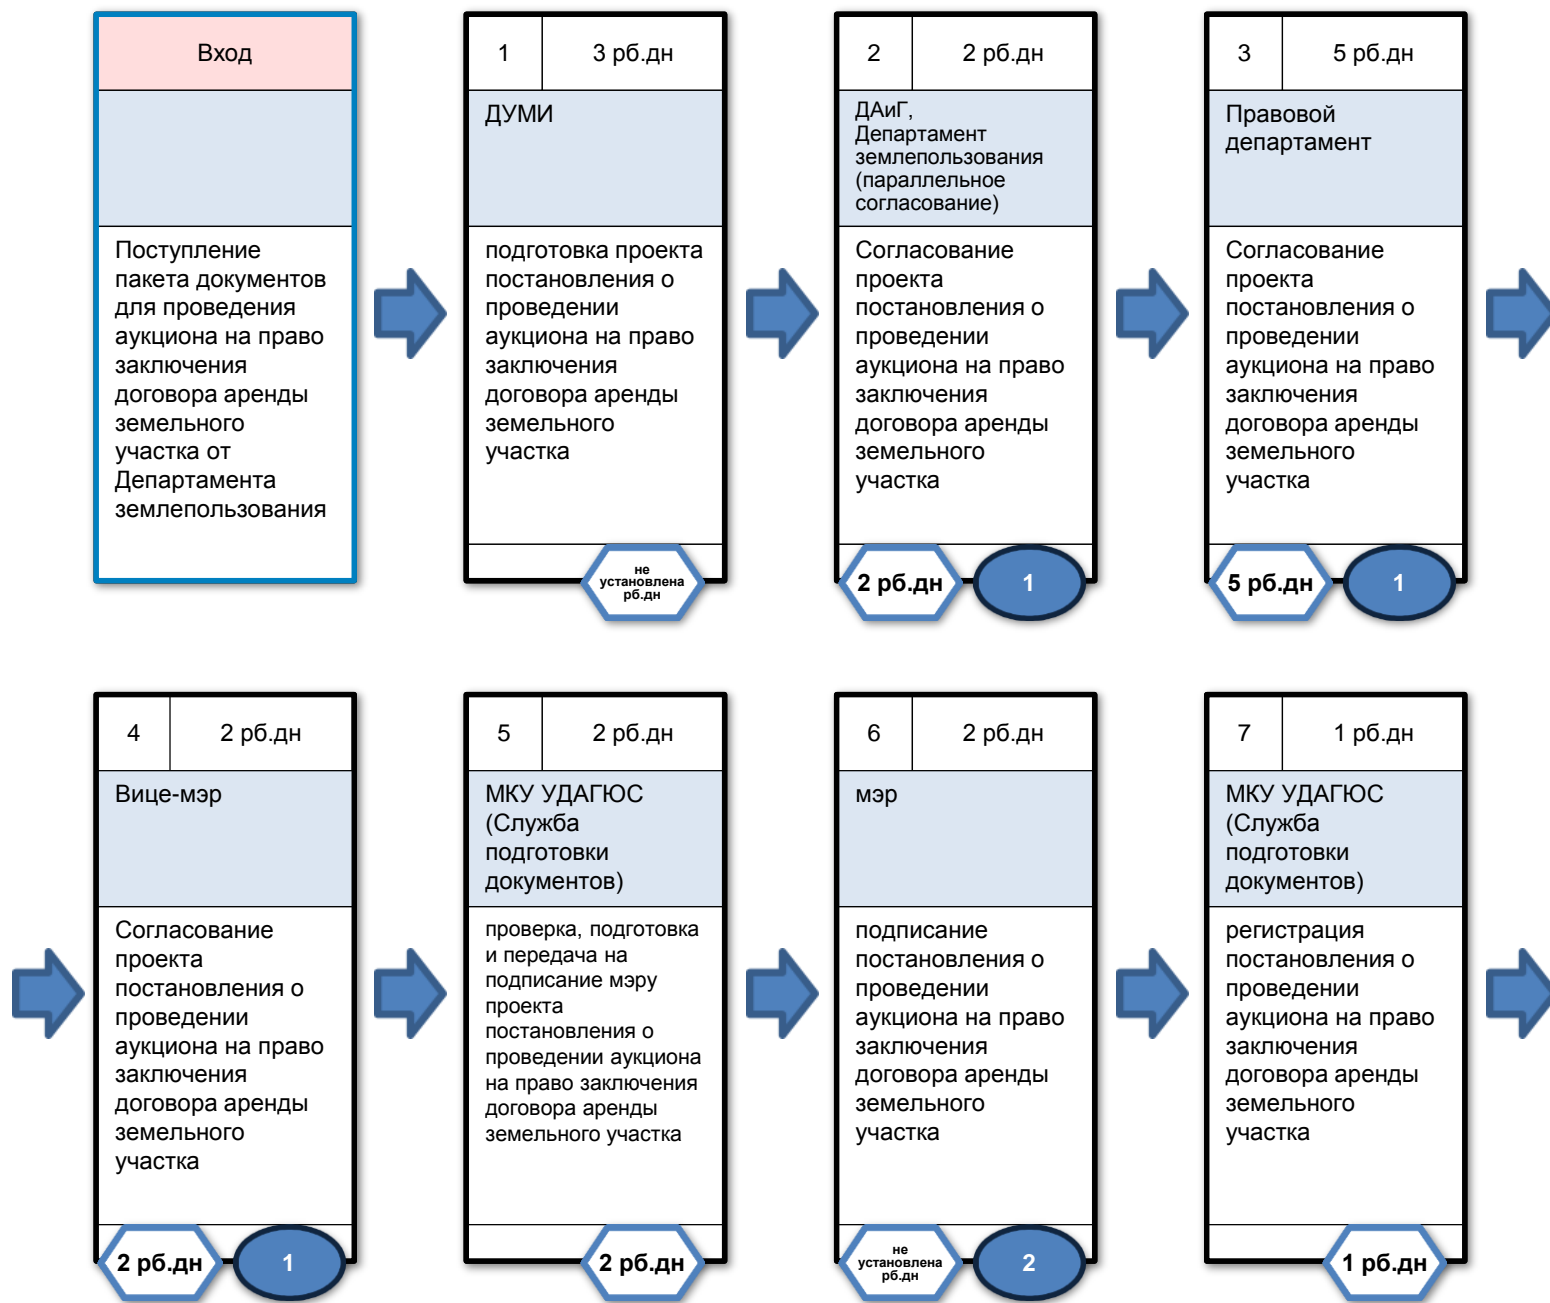 Вход
Поступление
пакета документов
для проведения
аукциона на право
заключения
договора аренды
земельного
участка от
Департамента
землепользования
1
3 рб.дн
ДУМИ
подготовка проекта
постановления о
проведении
аукциона на право
заключения
договора аренды
земельного
участка
не
установлена
рб.дн
2
2 рб.дн
ДАиГ,
Департамент
землепользования
(параллельное
согласование)
Согласование
проекта
постановления о
проведении
аукциона на право
заключения
договора аренды
земельного
участка
2 рб.дн
1
3
5 рб.дн
Правовой
департамент
Согласование
проекта
постановления о
проведении
аукциона на право
заключения
договора аренды
земельного
участка
5 рб.дн
1
4
2 рб.дн
Вице-мэр
Согласование
проекта
постановления о
проведении
аукциона на право
заключения
договора аренды
земельного
участка
2 рб.дн
1
5
2 рб.дн
МКУ УДАГЮС
(Служба
подготовки
документов)
проверка, подготовка
и передача на
подписание мэру
проекта
постановления о
проведении аукциона
на право заключения
договора аренды
земельного участка
2 рб.дн
6
2 рб.дн
мэр
подписание
постановления о
проведении
аукциона на право
заключения
договора аренды
земельного
участка
не
установлена
рб.дн
2
7
1 рб.дн
МКУ УДАГЮС
(Служба
подготовки
документов)
регистрация
постановления о
проведении
аукциона на право
заключения
договора аренды
земельного
участка
1 рб.дн